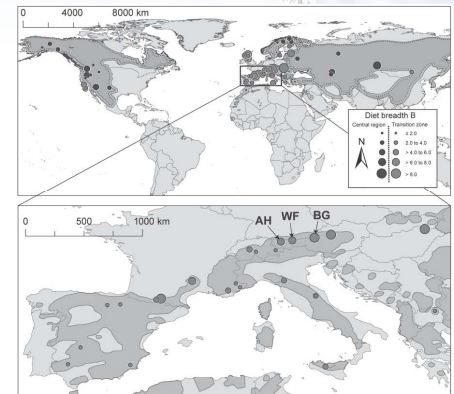 0 4000 8000 km
Diet breadth B
Central region Transition zone
N
≤ 2.0
2.0 to 4.0
> 4.0 to 6.0
> 6.0 to 8.0
> 8.0
0 500 1000 km
AH WF BG